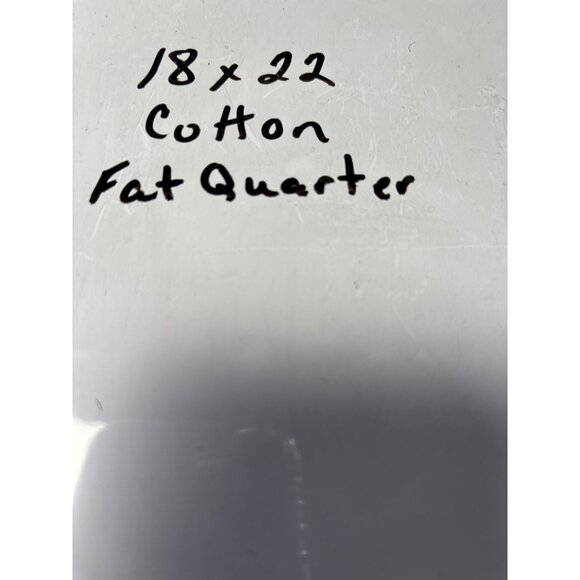 18 x 22
Cotton
Fat Quarter